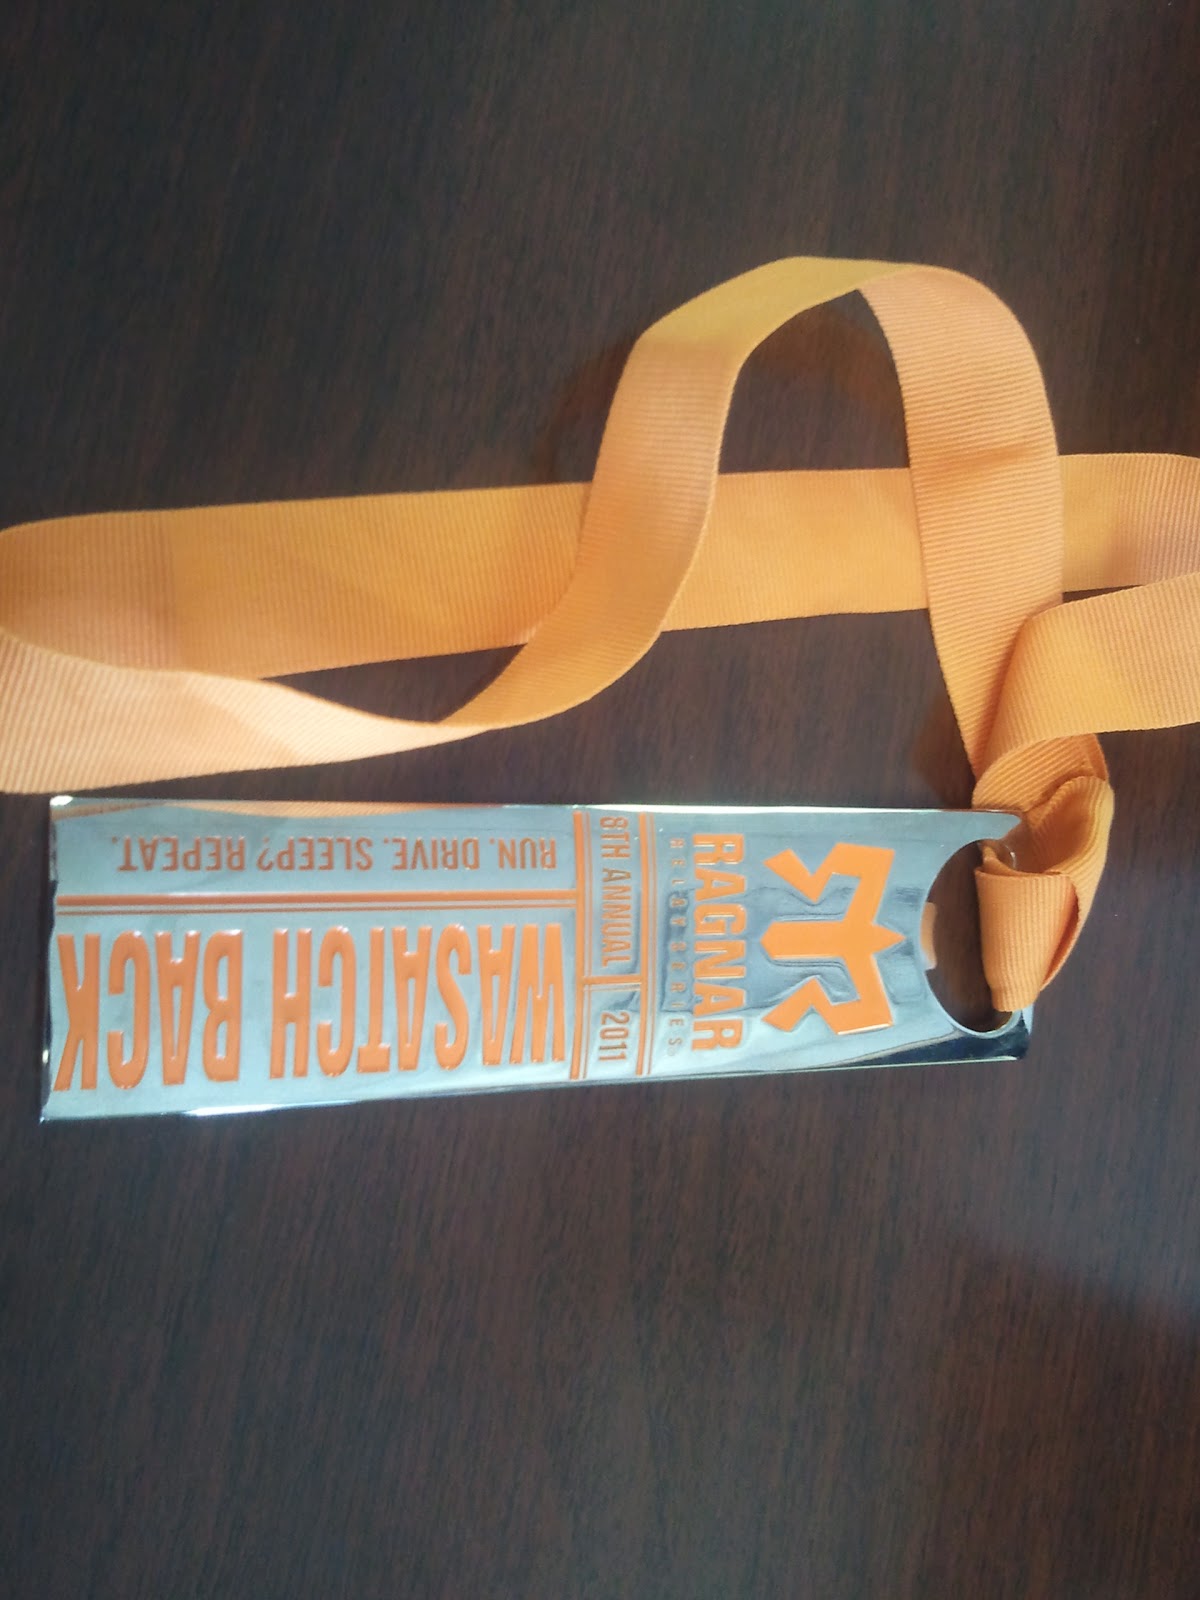 RAGNAR
RELAY SERIES
8TH ANNUAL 2011
WASATCH BACK
RUN. DRIVE. SLEEP? REPEAT.